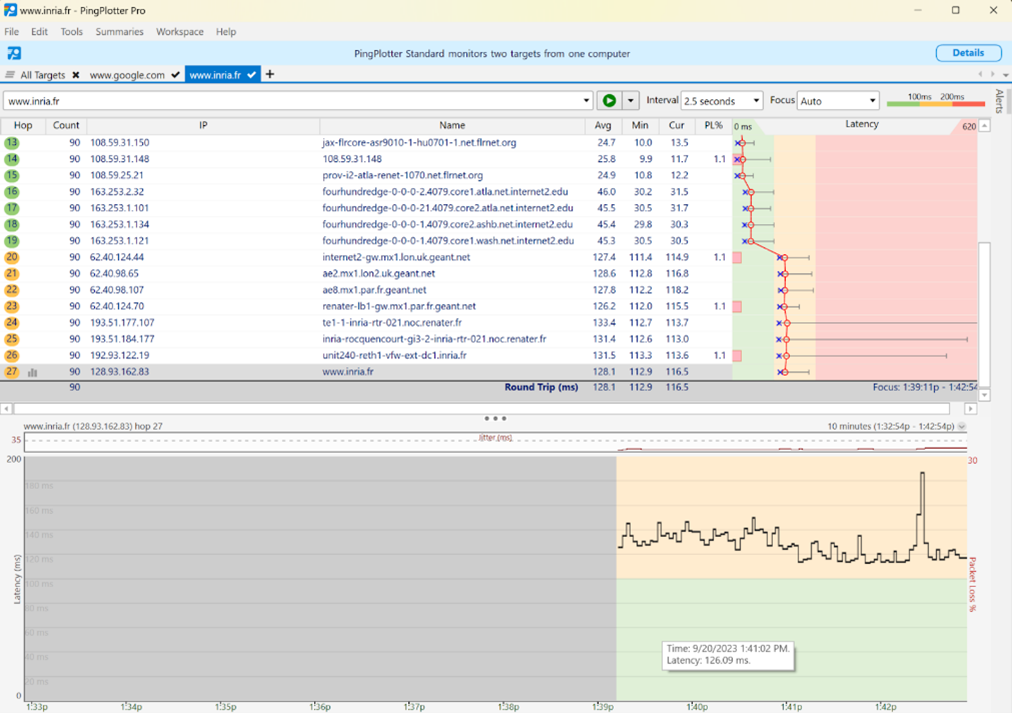 www.inria.fr - PingPlotter Pro
File Edit Tools Summaries Workspace Help
PingPlotter Standard monitors two targets from one computer Details
All Targets www.google.com www.inria.fr
www.inria.fr Interval 2.5 seconds Focus Auto 100ms 200ms Alerts
Hop Count IP Name Avg Min Cur PL% 0 ms Latency 620
13 90 108.59.31.150 jax-flrcore-asr9010-1-hu0701-1.net.flrnet.org 24.7 10.0 13.5
14 90 108.59.31.148 108.59.31.148 25.8 9.9 11.7 1.1
15 90 108.59.25.21 prov-i2-atla-renet-1070.net.flrnet.org 24.9 10.8 12.2
16 90 163.253.2.32 fourhundredge-0-0-0-2.4079.core1.atla.net.internet2.edu 46.0 30.2 31.5
17 90 163.253.1.101 fourhundredge-0-0-0-21.4079.core2.atla.net.internet2.edu 45.5 30.5 31.7
18 90 163.253.1.134 fourhundredge-0-0-0-1.4079.core2.ashb.net.internet2.edu 45.4 29.8 30.3
19 90 163.253.1.121 fourhundredge-0-0-0-1.4079.core1.wash.net.internet2.edu 45.3 30.5 30.5
20 90 62.40.124.44 internet2-gw.mx1.lon.uk.geant.net 127.4 111.4 114.9 1.1
21 90 62.40.98.65 ae2.mx1.lon2.uk.geant.net 128.6 112.8 116.8
22 90 62.40.98.107 ae8.mx1.par.fr.geant.net 127.8 112.2 118.2
23 90 62.40.124.70 renater-lb1-gw.mx1.par.fr.geant.net 126.2 112.0 115.5 1.1
24 90 193.51.177.107 te1-1-inria-rtr-021.noc.renater.fr 133.4 112.7 113.7
25 90 193.51.184.177 inria-rocquencourt-gi3-2-inria-rtr-021.noc.renater.fr 131.4 112.6 113.0
26 90 192.93.122.19 unit240-reth1-vfw-ext-dc1.inria.fr 131.5 113.3 113.6 1.1
27 90 128.93.162.83 www.inria.fr 128.1 112.9 116.5
90 Round Trip (ms) 128.1 112.9 116.5 Focus: 1:39:11p - 1:42:54
www.inria.fr (128.93.162.83) hop 27 10 minutes (1:32:54p - 1:42:54p)
35 Jitter (ms)
200 30
180 ms
160 ms
140 ms
120 ms
100 ms
80 ms
60 ms
40 ms
20 ms
0
Latency (ms)
Packet Loss %
Time: 9/20/2023 1:41:02 PM.
Latency: 126.09 ms.
1:33p 1:34p 1:35p 1:36p 1:37p 1:38p 1:39p 1:40p 1:41p 1:42p